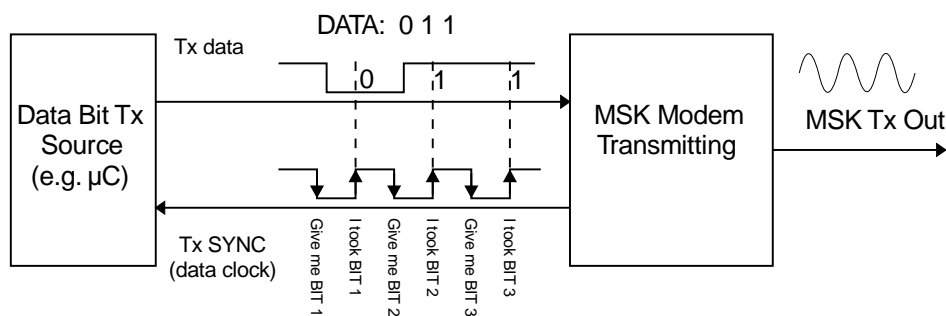 DATA: 0 1 1
Tx data
0
1
1
Data Bit Tx
Source
(e.g. µC)
MSK Modem
Transmitting
MSK Tx Out
Tx SYNC
(data clock)
Give me BIT 1
I took BIT 1
Give me BIT 2
I took BIT 2
Give me BIT 3
I took BIT 3